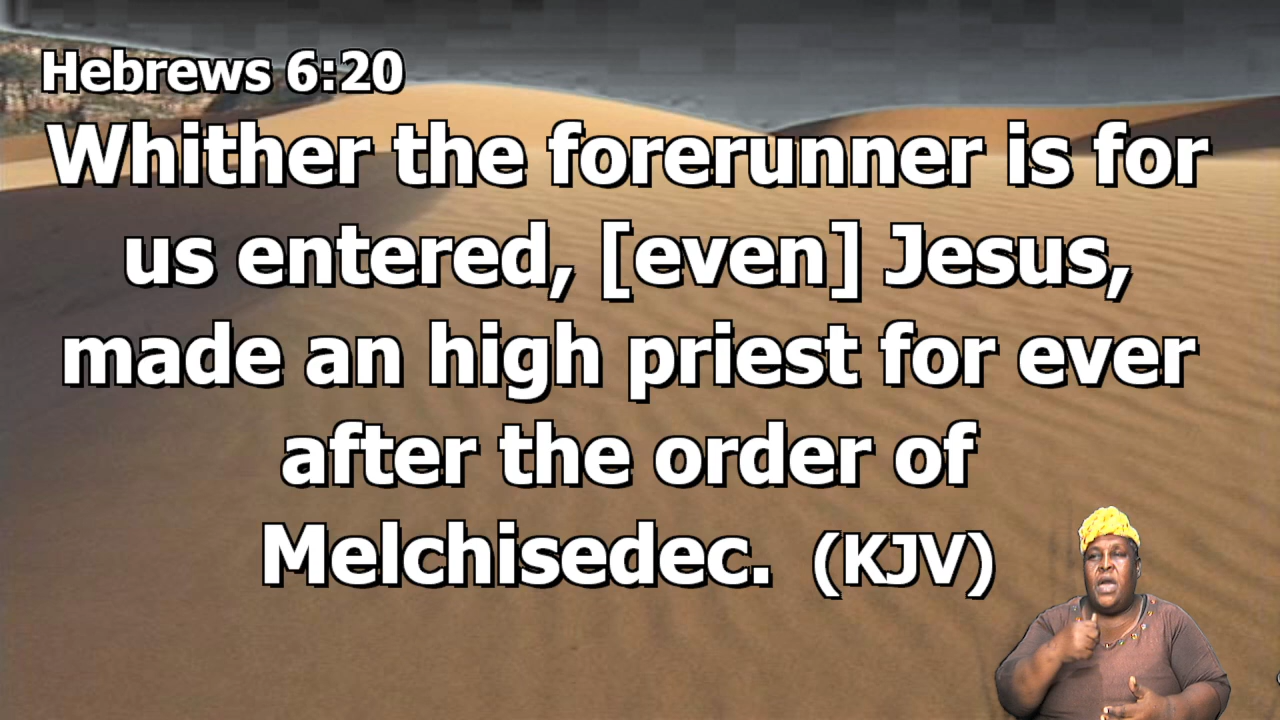 Hebrews 6:20
Whither the forerunner is for
us entered, [even] Jesus,
made an high priest for ever
after the order of
Melchisedec. (KJV)